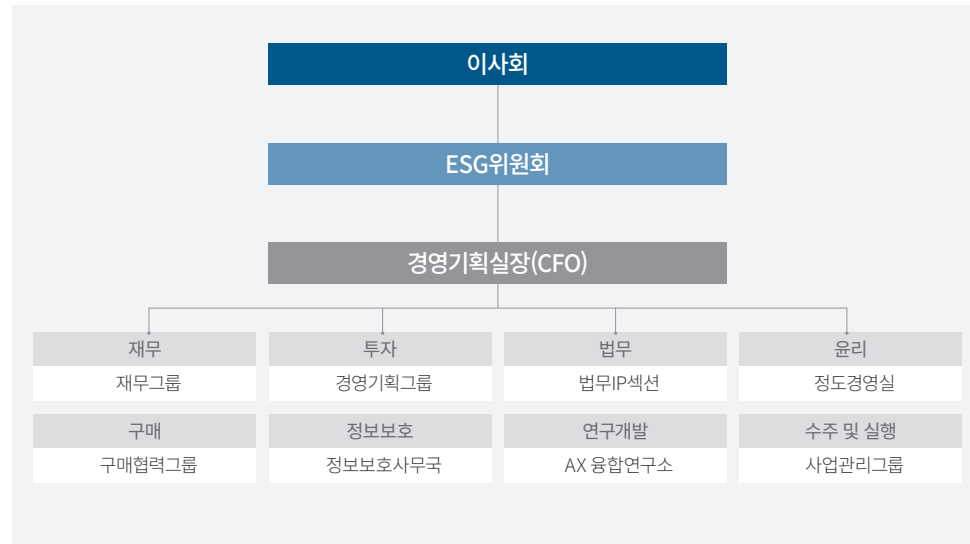 이사회
ESG위원회
경영기획실장(CFO)
재무 투자 법무 윤리
재무그룹 경영기획그룹 법무IP섹션 정도경영실
구매 정보보호 연구개발 수주 및 실행
구매협력그룹 정보보호사무국 AX 융합연구소 사업관리그룹